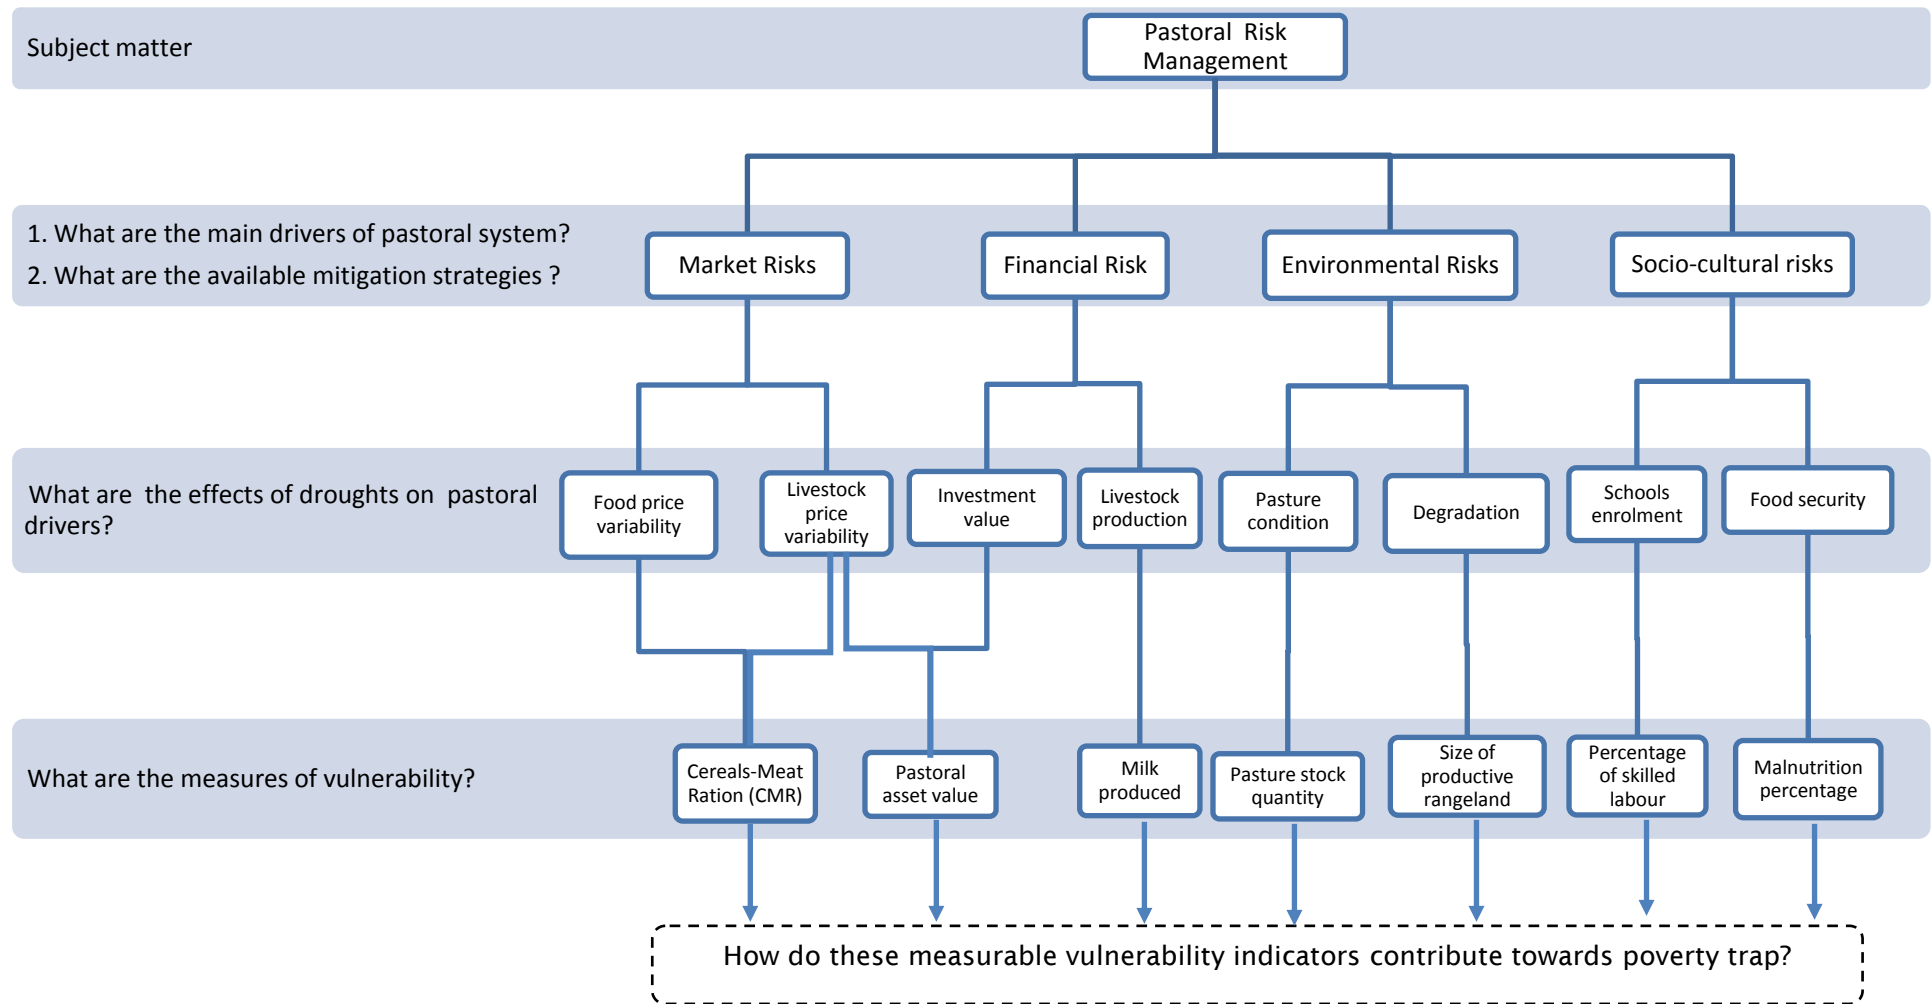 Subject matter
Pastoral Risk
Management
1. What are the main drivers of pastoral system?
2. What are the available mitigation strategies ?
Market Risks
Financial Risk
Environmental Risks
Socio-cultural risks
What are the effects of droughts on pastoral
drivers?
Food price
variability
Livestock
price
variability
Investment
value
Livestock
production
Pasture
condition
Degradation
Schools
enrolment
Food security
What are the measures of vulnerability?
Cereals-Meat
Ration (CMR)
Pastoral
asset value
Milk
produced
Pasture stock
quantity
Size of
productive
rangeland
Percentage
of skilled
labour
Malnutrition
percentage
How do these measurable vulnerability indicators contribute towards poverty trap?